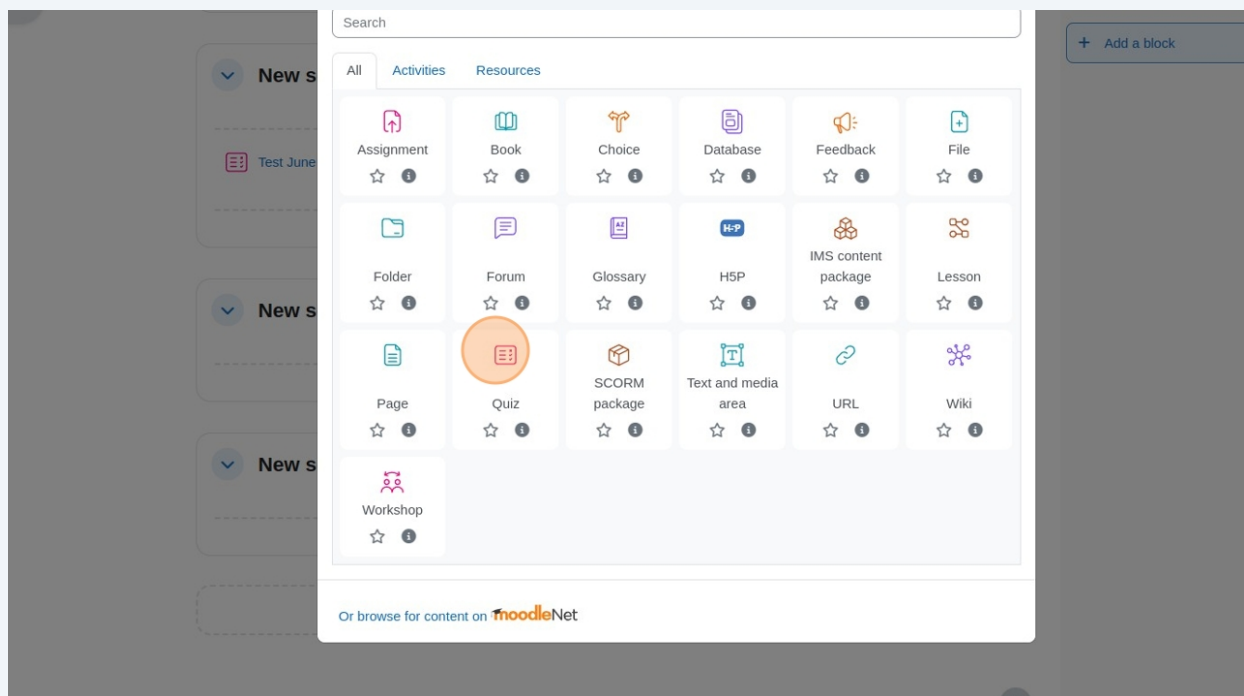 Search
+ Add a block
New s
All Activities Resources
Assignment Book Choice Database Feedback File
Test June
H-P
IMS content
Folder Forum Glossary H5P package Lesson
New s
SCORM Text and media
Page Quiz package area URL Wiki
New s
Workshop
Or browse for content on moodleNet